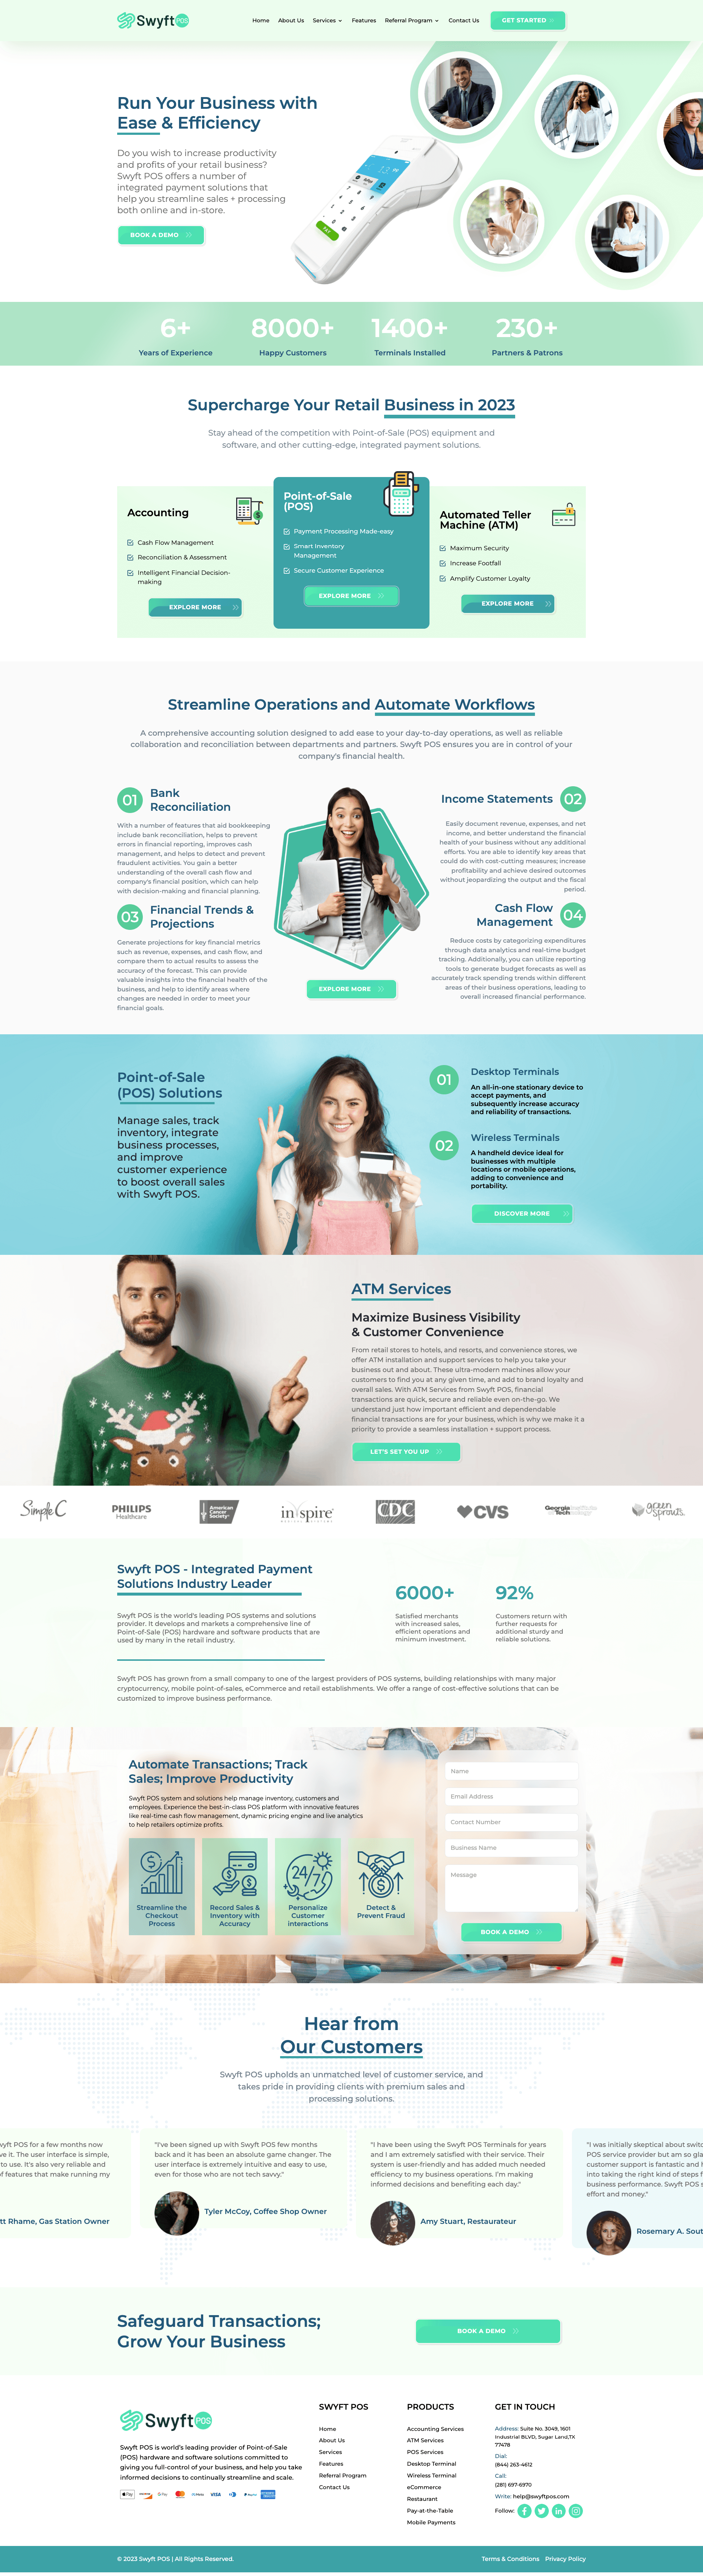 Swyft POS
Home About Us Services Features Referral Program Contact Us GET STARTED
Run Your Business with
Ease & Efficiency
Do you wish to increase productivity
and profits of your retail business?
Swyft POS offers a number of
integrated payment solutions that
help you streamline sales + processing
both online and in-store.
BOOK A DEMO
6+ 8000+ 1400+ 230+
Years of Experience Happy Customers Terminals Installed Partners & Patrons
Supercharge Your Retail Business in 2023
Stay ahead of the competition with Point-of-Sale (POS) equipment and
software, and other cutting-edge, integrated payment solutions.
Accounting
Cash Flow Management
Reconciliation & Assessment
Intelligent Financial Decision-
making
EXPLORE MORE
Point-of-Sale
(POS)
Payment Processing Made-easy
Smart Inventory
Management
Secure Customer Experience
EXPLORE MORE
Automated Teller
Machine (ATM)
Maximum Security
Increase Footfall
Amplify Customer Loyalty
EXPLORE MORE
Streamline Operations and Automate Workflows
A comprehensive accounting solution designed to add ease to your day-to-day operations, as well as reliable
collaboration and reconciliation between departments and partners. Swyft POS ensures you are in control of your
company's financial health.
01
Bank
Reconciliation
With a number of features that aid bookkeeping
include bank reconciliation, helps to prevent
errors in financial reporting, improves cash
management, and helps to detect and prevent
fraudulent activities. You gain a better
understanding of the overall cash flow and
company's financial position, which can help
with decision-making and financial planning.
03
Financial Trends &
Projections
Generate projections for key financial metrics
such as revenue, expenses, and cash flow, and
compare them to actual results to assess the
accuracy of the forecast. This can provide
valuable insights into the financial health of the
business, and help to identify areas where
changes are needed in order to meet your
financial goals.
EXPLORE MORE
Income Statements 02
Easily document revenue, expenses, and net
income, and better understand the financial
health of your business without any additional
efforts. You are able to identify key areas that
could do with cost-cutting measures; increase
profitability and achieve desired outcomes
without jeopardizing the output and the fiscal
period.
Cash Flow
Management
04
Reduce costs by categorizing expenditures
through data analytics and real-time budget
tracking. Additionally, you can utilize reporting
tools to generate budget forecasts as well as
accurately track spending trends within different
areas of their business operations, leading to
overall increased financial performance.
Point-of-Sale
(POS) Solutions
Manage sales, track
inventory, integrate
business processes,
and improve
customer experience
to boost overall sales
with Swyft POS.
01
Desktop Terminals
An all-in-one stationary device to
accept payments, and
subsequently increase accuracy
and reliability of transactions.
02
Wireless Terminals
A handheld device ideal for
businesses with multiple
locations or mobile operations,
adding to convenience and
portability.
DISCOVER MORE
ATM Services
Maximize Business Visibility
& Customer Convenience
From retail stores to hotels, and resorts, and convenience stores, we
offer ATM installation and support services to help you take your
business out and about. These ultra-modern machines allow your
customers to find you at any given time, and add to brand loyalty and
overall sales. With ATM Services from Swyft POS, financial
transactions are quick, secure and reliable even on-the-go. We
understand just how important efficient and dependendable
financial transactions are for your business, which is why we make it a
priority to provide a seamless installation + support process.
LET'S SET YOU UP
Simple C
PHILIPS
Healthcare
American
Cancer
Society
inspire
CDC
CVS
Georgia Institute
of Technology
green
sprouts
Swyft POS - Integrated Payment
Solutions Industry Leader
Swyft POS is the world's leading POS systems and solutions
provider. It develops and markets a comprehensive line of
Point-of-Sale (POS) hardware and software products that are
used by many in the retail industry.
6000+
Satisfied merchants
with increased sales,
efficient operations and
minimum investment.
92%
Customers return with
further requests for
additional sturdy and
reliable solutions.
Swyft POS has grown from a small company to one of the largest providers of POS systems, building relationships with many major
cryptocurrency, mobile point-of-sales, eCommerce and retail establishments. We offer a range of cost-effective solutions that can be
customized to improve business performance.
Automate Transactions; Track
Sales; Improve Productivity
Swyft POS system and solutions help manage inventory, customers and
employees. Experience the best-in-class POS platform with innovative features
like real-time cash flow management, dynamic pricing engine and live analytics
to help retailers optimize profits.
Streamline the
Checkout
Process
Record Sales &
Inventory with
Accuracy
24/7
Personalize
Customer
interactions
Detect &
Prevent Fraud
Name
Email Address
Contact Number
Business Name
Message
BOOK A DEMO
Hear from
Our Customers
Swyft POS upholds an unmatched level of customer service, and
takes pride in providing clients with premium sales and
processing solutions.
wyft POS for a few months now
ve it. The user interface is simple,
to use. It's also very reliable and
of features that make running my
tt Rhame, Gas Station Owner
"I've been signed up with Swyft POS few months
back and it has been an absolute game changer. The
user interface is extremely intuitive and easy to use,
even for those who are not tech savvy."
Tyler McCoy, Coffee Shop Owner
"I have been using the Swyft POS Terminals for years
and I am extremely satisfied with their service. Their
system is user-friendly and has added much needed
efficiency to my business operations. I'm making
informed decisions and benefiting each day."
Amy Stuart, Restaurateur
"I was initially skeptical about switc
POS service provider but am so gla
customer support is fantastic and h
into taking the right kind of steps f
business performance. Swyft POS s
effort and money."
Rosemary A. Sout
Safeguard Transactions;
Grow Your Business
BOOK A DEMO
Swyft POS
Swyft POS is world's leading provider of Point-of-Sale
(POS) hardware and software solutions committed to
giving you full-control of your business, and help you take
informed decisions to continually streamline and scale.
SWYFT POS
Home
About Us
Services
Features
Referral Program
Contact Us
PRODUCTS
Accounting Services
ATM Services
POS Services
Desktop Terminal
Wireless Terminal
eCommerce
Restaurant
Pay-at-the-Table
Mobile Payments
GET IN TOUCH
Address: Suite No. 3049, 1601
Industrial BLVD, Sugar Land,TX
77478
Dial:
(844) 263-4612
Call:
(281) 697-6970
Write: help@swyftpos.com
Follow:
© 2023 Swyft POS | All Rights Reserved.
Terms & Conditions Privacy Policy